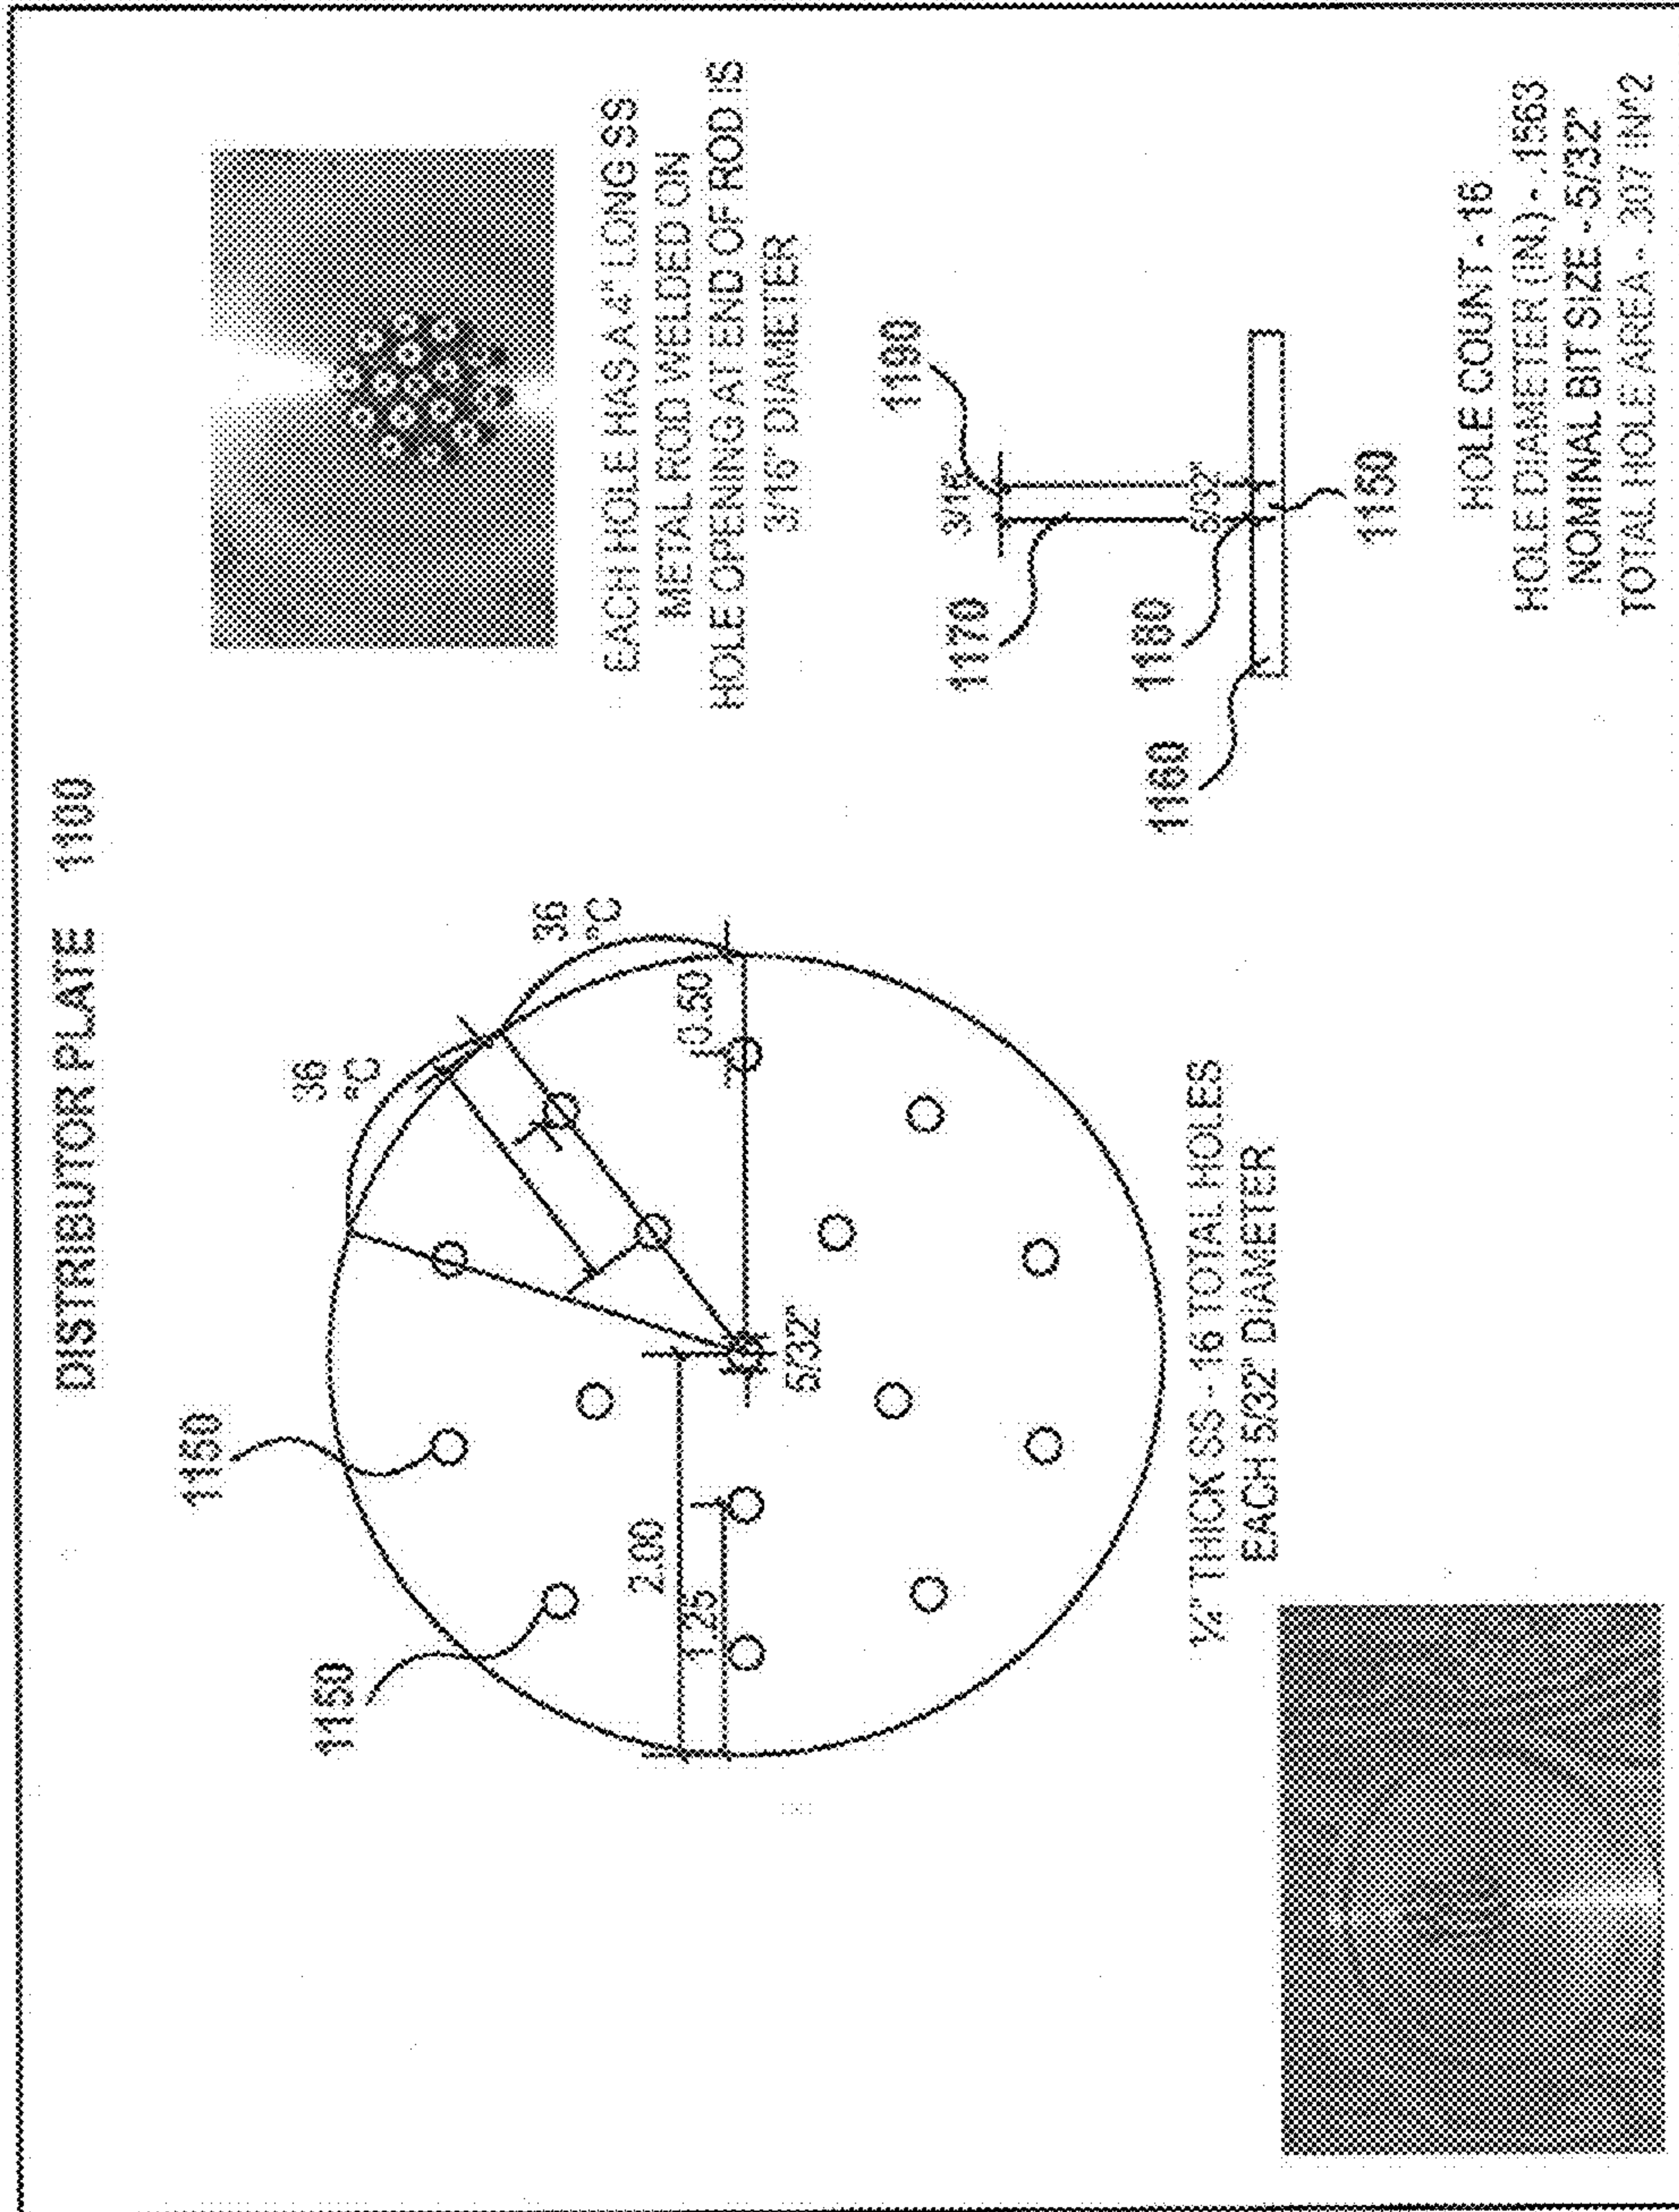 DISTRIBUTOR PLATE 1100
1150
1150
36
°C
36
°C
0.50
2.00
1.25
5/32"
½" THICK SS - 16 TOTAL HOLES
EACH 5/32" DIAMETER
EACH HOLE HAS A LONG SS
METAL ROD WELDED ON
HOLE OPENING AT END OF ROD IS
3/16" DIAMETER
1190
3/16"
1170
5/32"
1180
1160
1150
HOLE COUNT - 16
HOLE DIAMETER (IN.) - .1563
NOMINAL BIT SIZE - 5/32"
TOTAL HOLE AREA - .307 IN^2